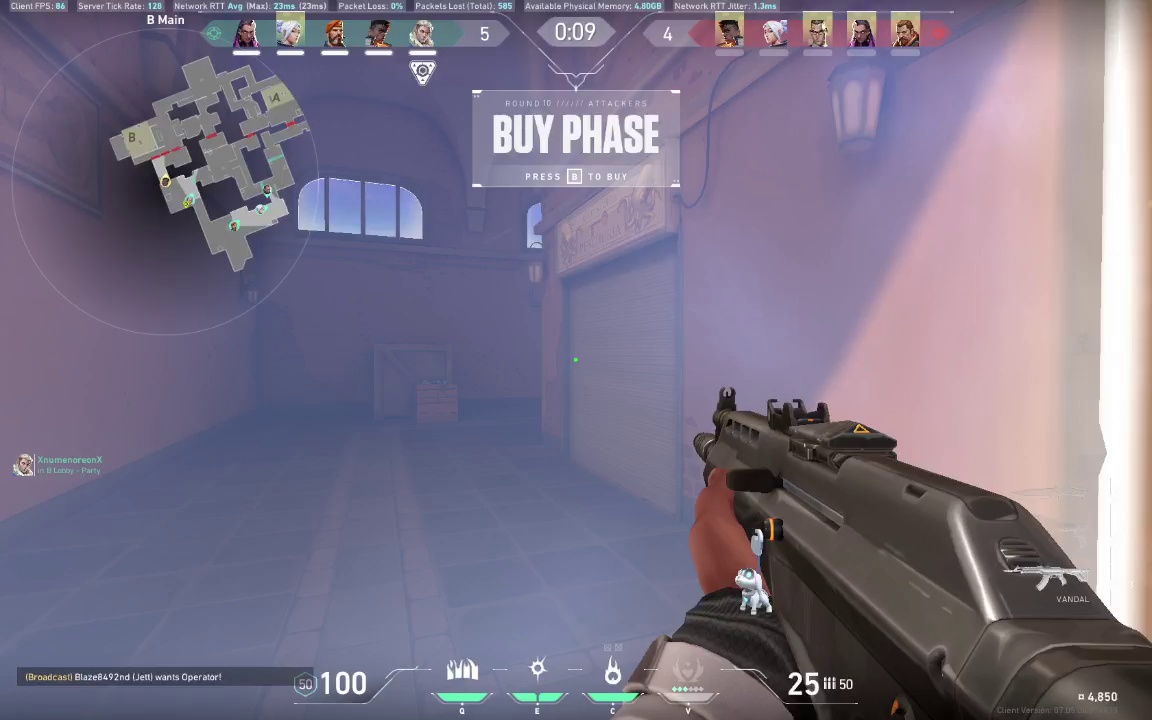 Client FPS: 86 Server Tick Rate: 128 Network RTT Avg (Max): 23ms (23ms) Packet Loss: 0% Packets Lost (Total): 585 Available Physical Memory: 4.80GB Network RTT Jitter: 1.3ms
B Main
5 0:09 4
A
B
ROUND 10 ////// ATTACKERS
BUY PHASE
PRESS B TO BUY
XnumenoreonX
in B Lobby - Party
VANDAL
(Broadcast) Blaze8492nd (Jett) wants Operator!
50 100
25 50
Q E C V
¤ 4,850
Client Version: